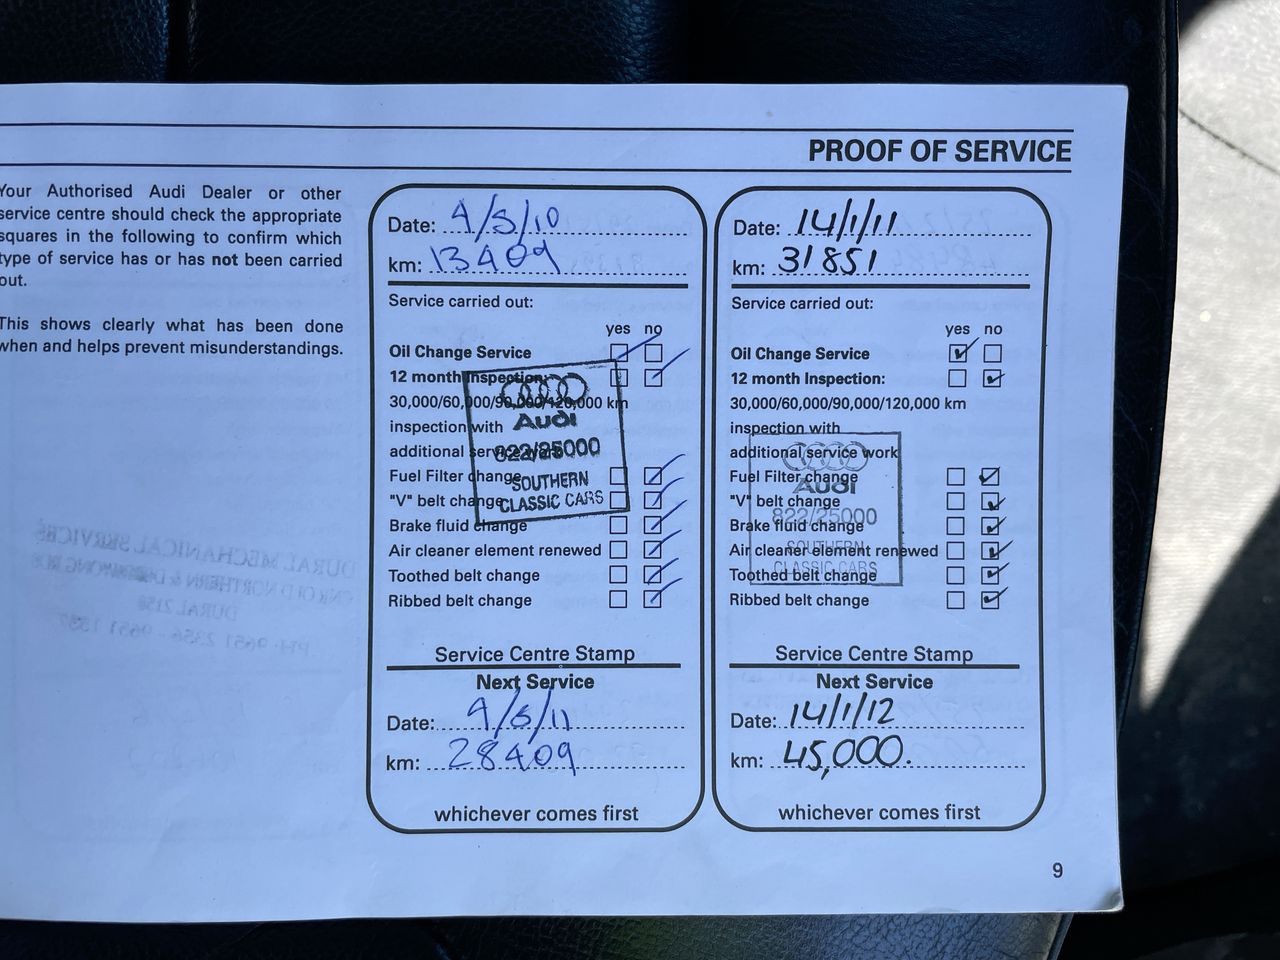 PROOF OF SERVICE
Your Authorised Audi Dealer or other
service centre should check the appropriate
squares in the following to confirm which
type of service has or has not been carried
out.
This shows clearly what has been done
when and helps prevent misunderstandings.
Date: 4/5/10
km: 13409
Service carried out:
yes no
Oil Change Service
12 month Inspection:
30,000/60,000/90,000/120,000 km
inspection with
additional service work
Fuel Filter change
"V" belt change
Brake fluid change
Air cleaner element renewed
Toothed belt change
Ribbed belt change
Audi
822/25000
SOUTHERN
CLASSIC CARS
Service Centre Stamp
Next Service
Date: 4/5/11
km: 28409
whichever comes first
Date: 14/1/11
km: 31851
Service carried out:
yes no
Oil Change Service
12 month Inspection:
30,000/60,000/90,000/120,000 km
inspection with
additional service work
Fuel Filter change
"V" belt change
Brake fluid change
Air cleaner element renewed
Toothed belt change
Ribbed belt change
Audi
822/25000
SOUTHERN
CLASSIC CARS
Service Centre Stamp
Next Service
Date: 14/1/12
km: 45,000.
whichever comes first
9